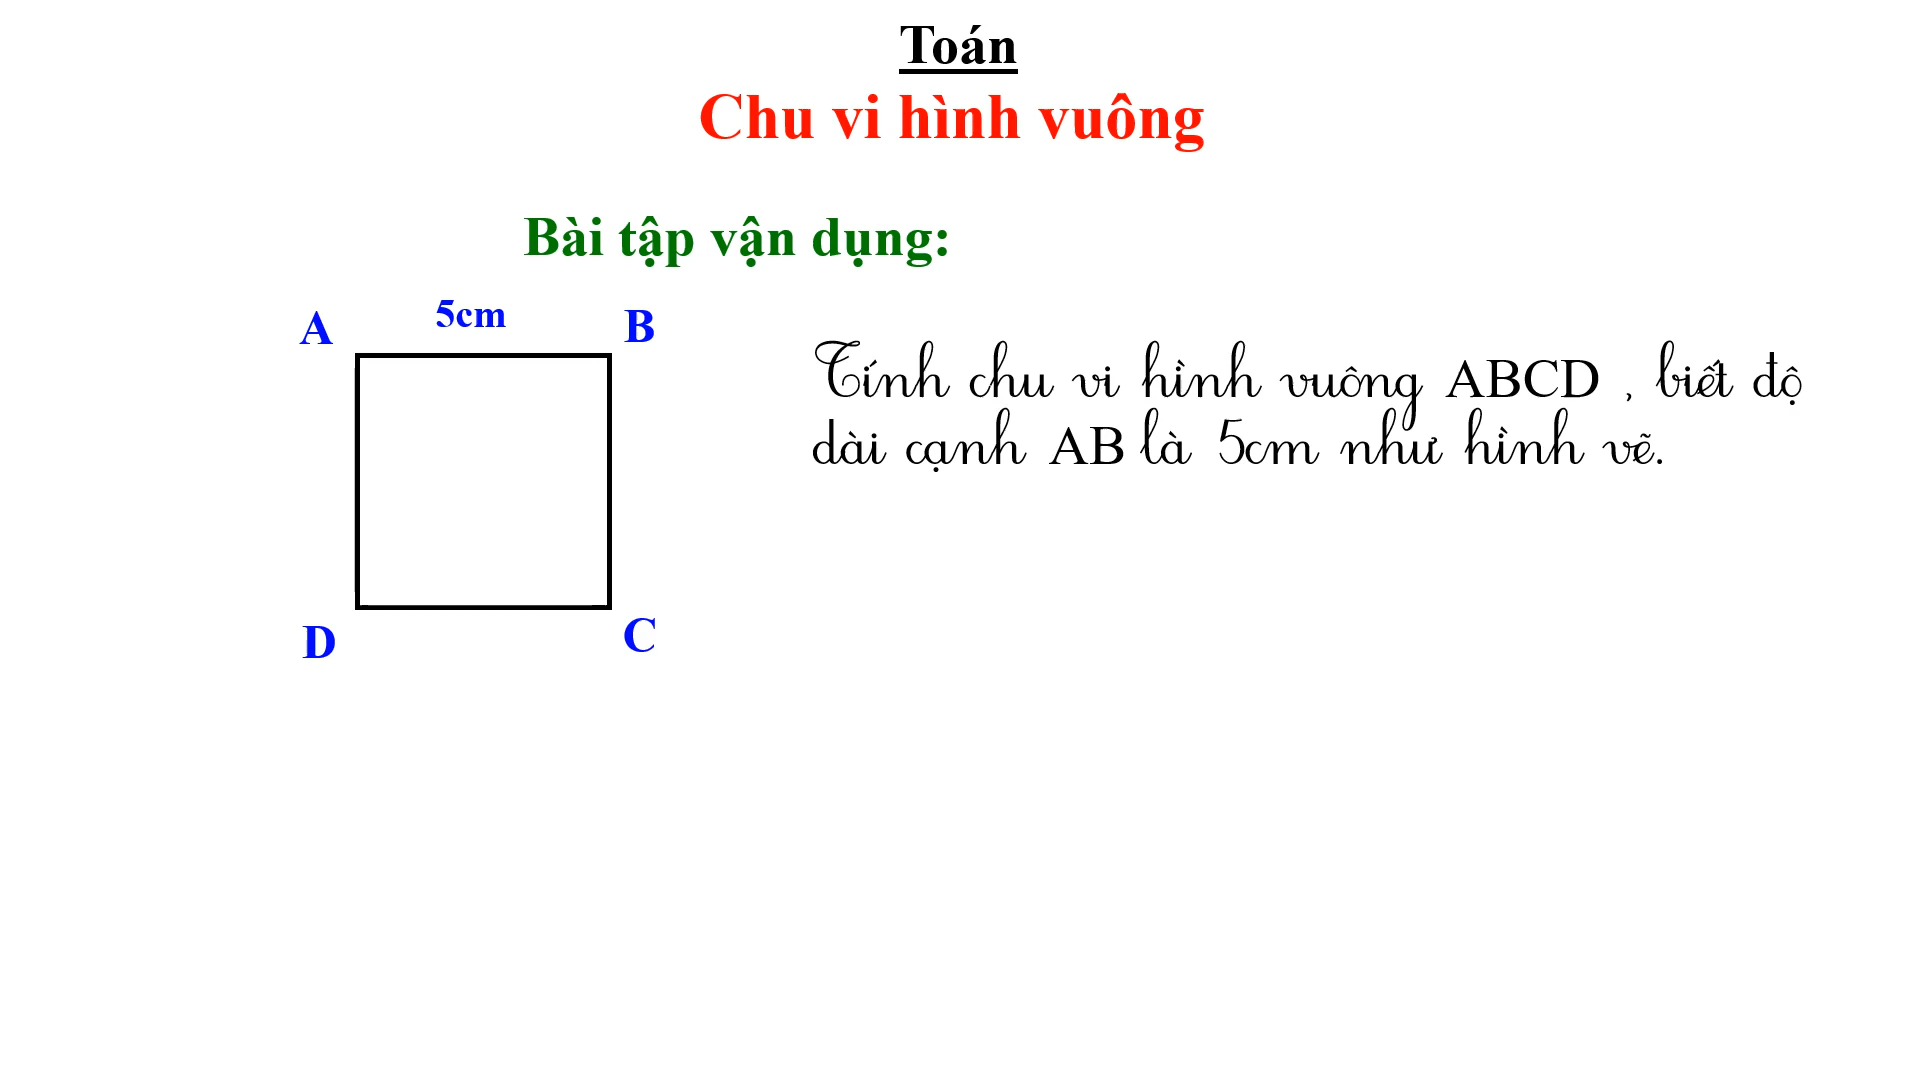 Toán
Chu vi hình vuông
Bài tập vận dụng:
A 5cm B
Tính chu vi hình vuông ABCD , biết độ
dài cạnh AB là 5cm như hình vẽ.
D C